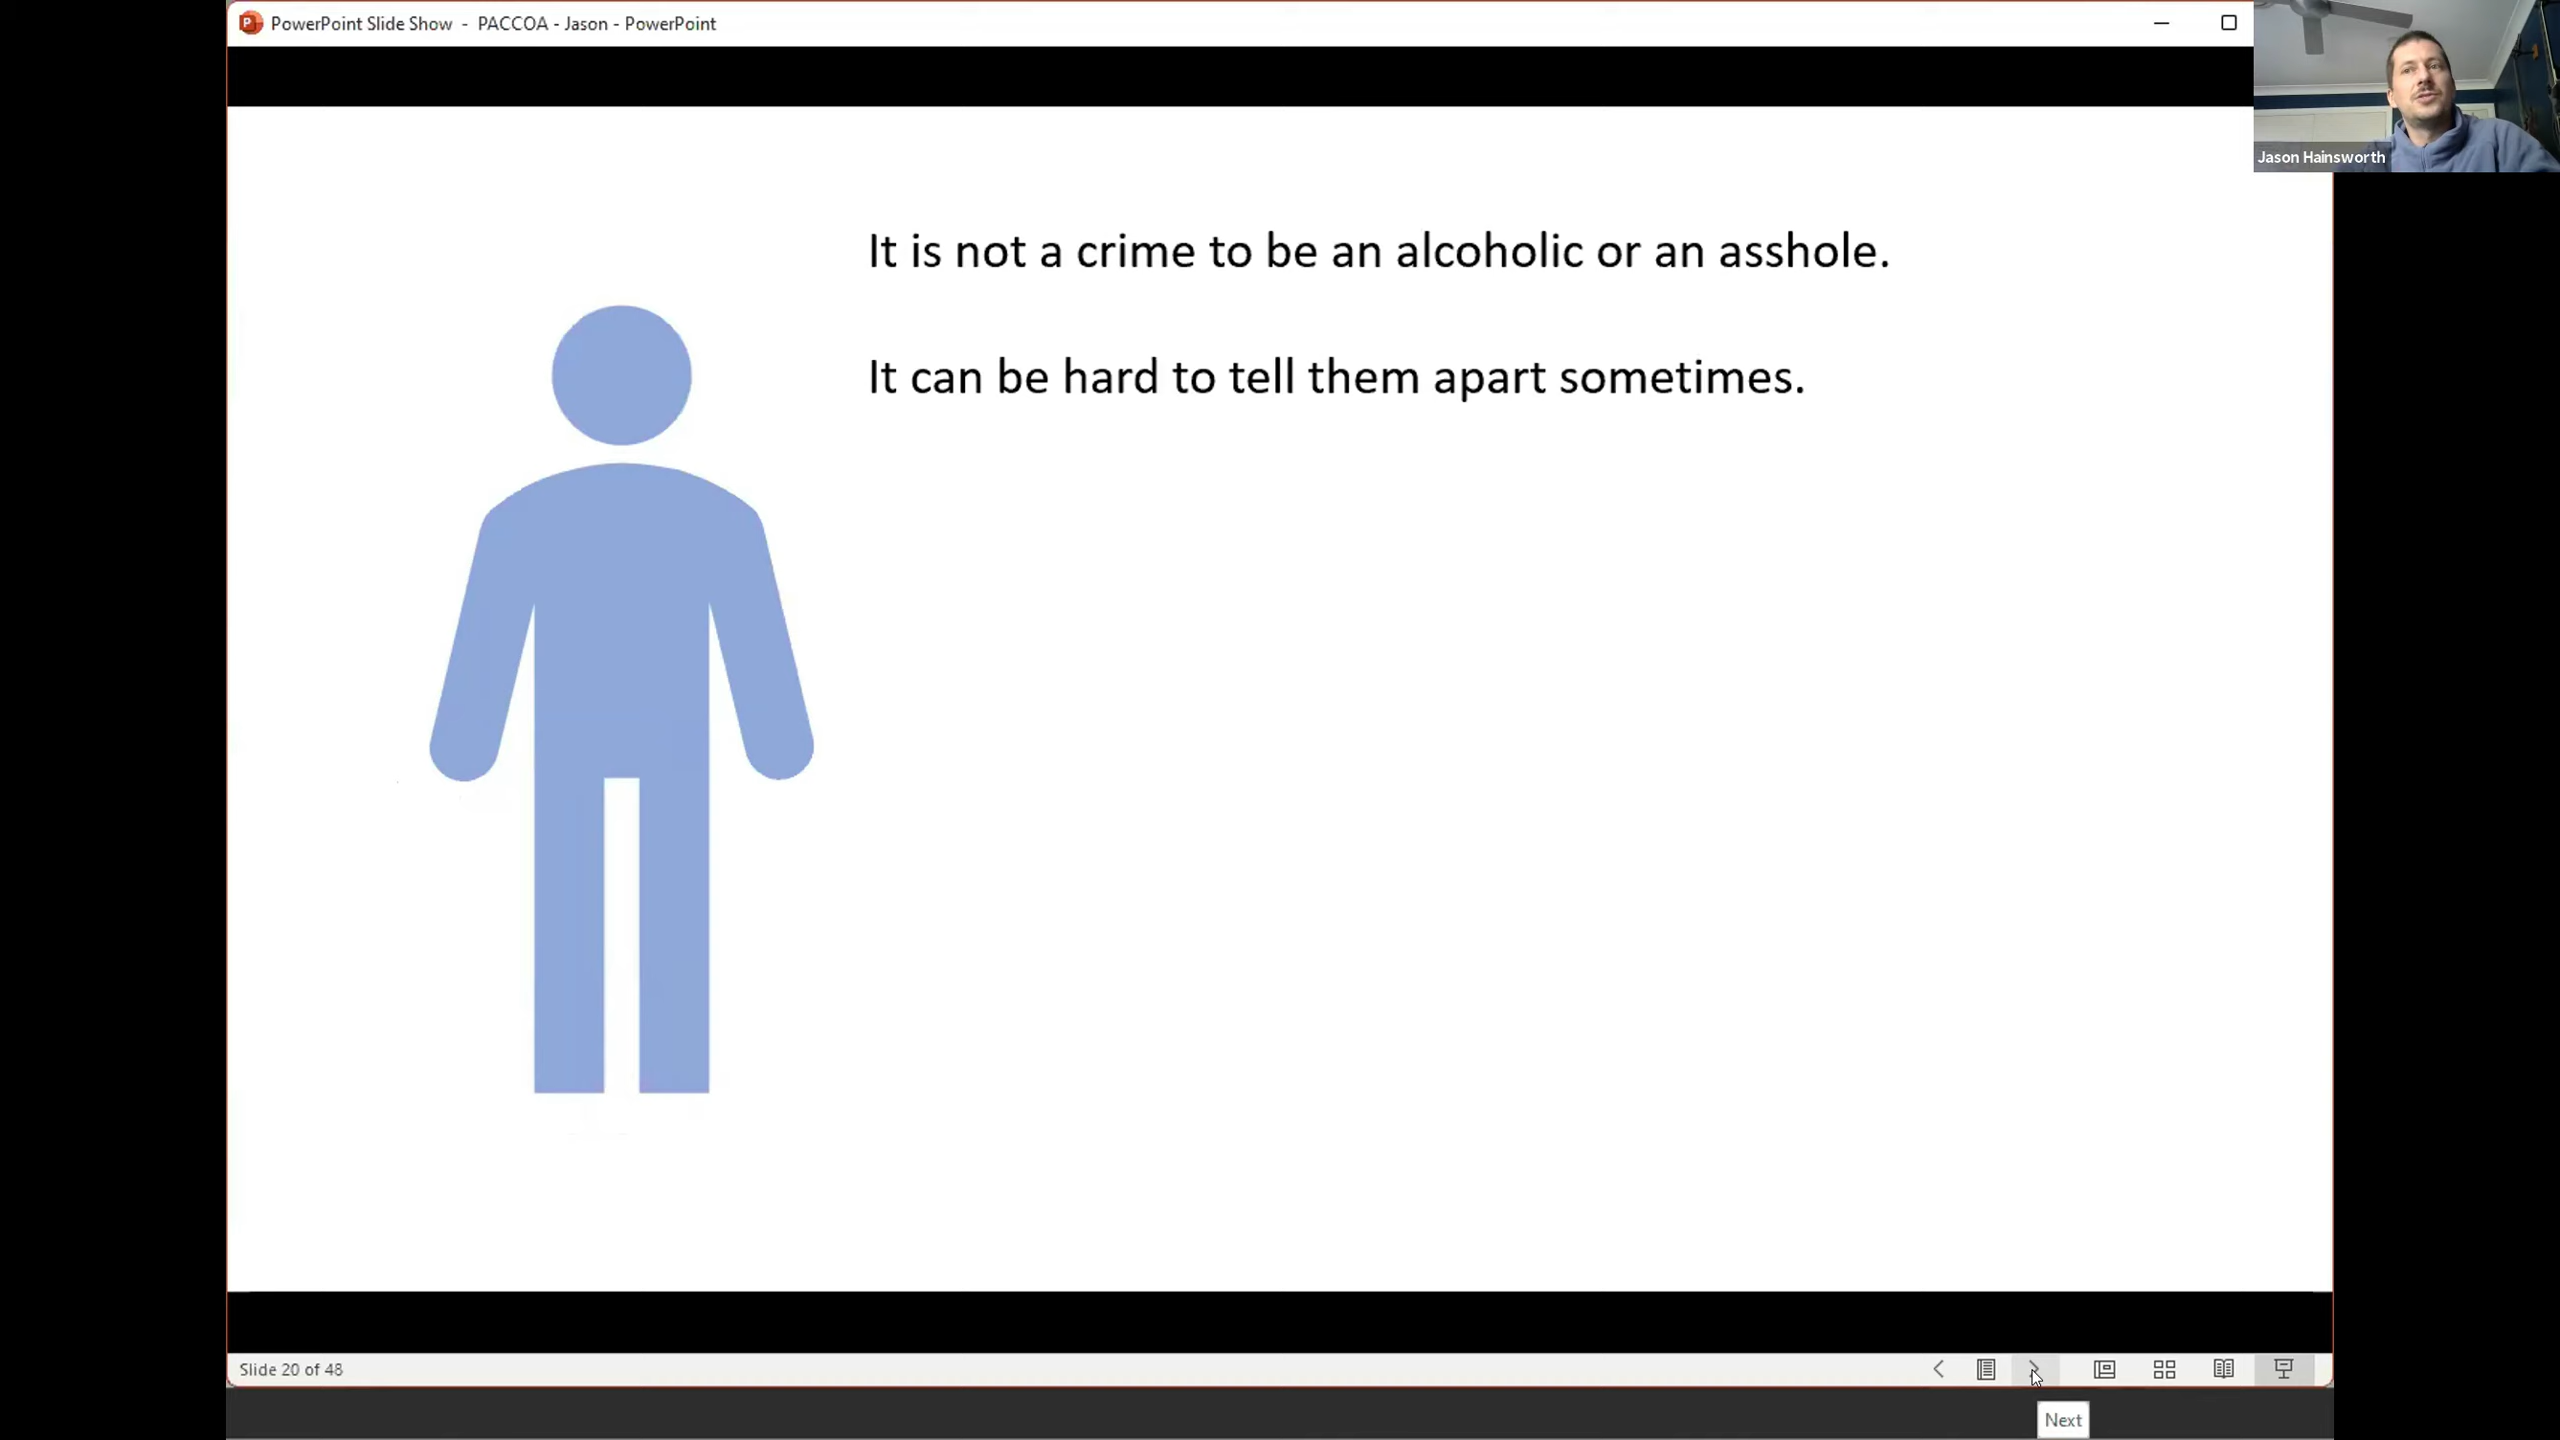 PowerPoint Slide Show - PACCOA - Jason - PowerPoint
Jason Hainsworth
It is not a crime to be an alcoholic or an asshole.
It can be hard to tell them apart sometimes.
Slide 20 of 48
Next